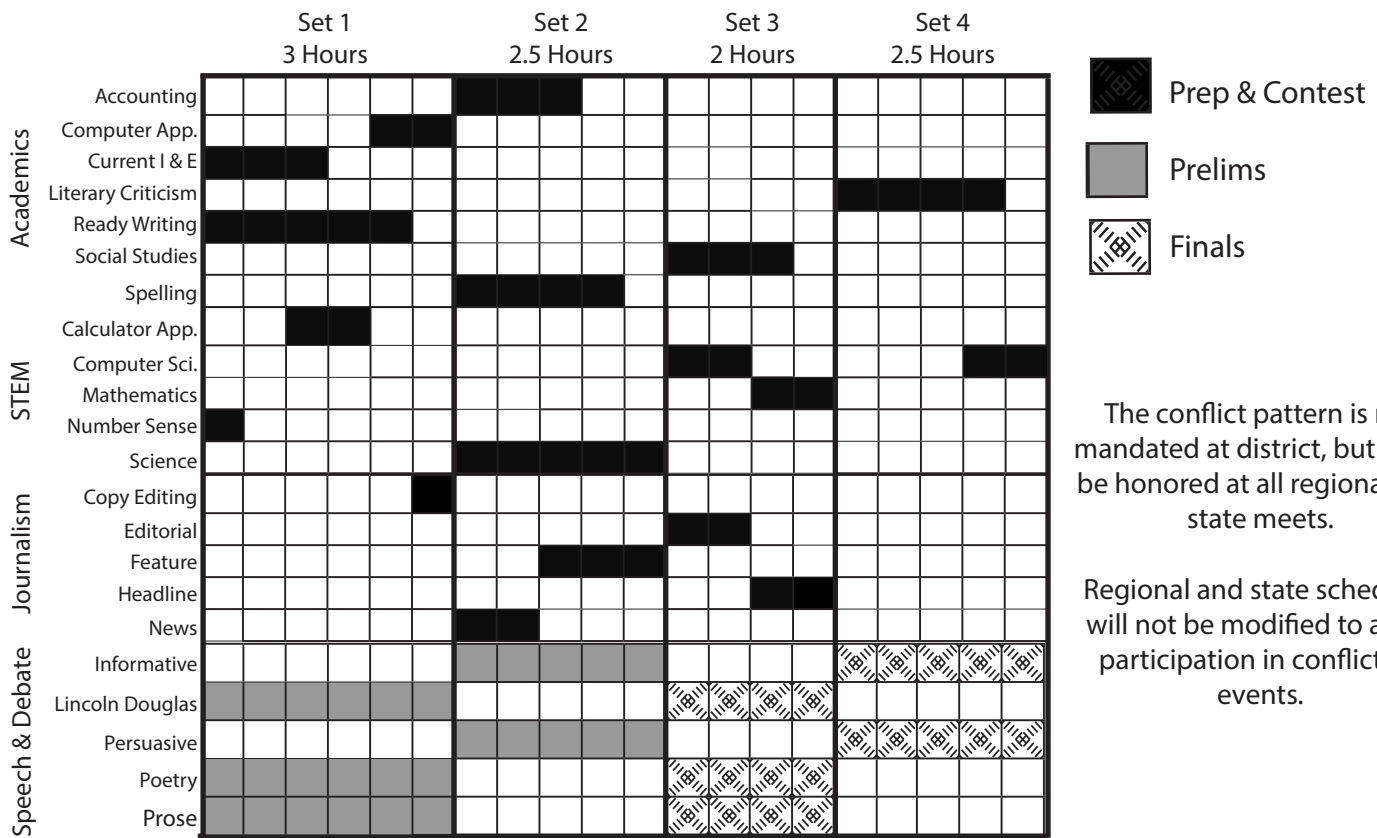 Set 1
3 Hours
Set 2
2.5 Hours
Set 3
2 Hours
Set 4
2.5 Hours
Academics
Accounting
Computer App.
Current I & E
Literary Criticism
Ready Writing
Social Studies
Spelling
STEM
Calculator App.
Computer Sci.
Mathematics
Number Sense
Science
Journalism
Copy Editing
Editorial
Feature
Headline
News
Speech & Debate
Informative
Lincoln Douglas
Persuasive
Poetry
Prose
Prep & Contest
Prelims
Finals
The conflict pattern is
mandated at district, but
be honored at all
state meets.
Regional and state
will not be modified to
participation in
events.